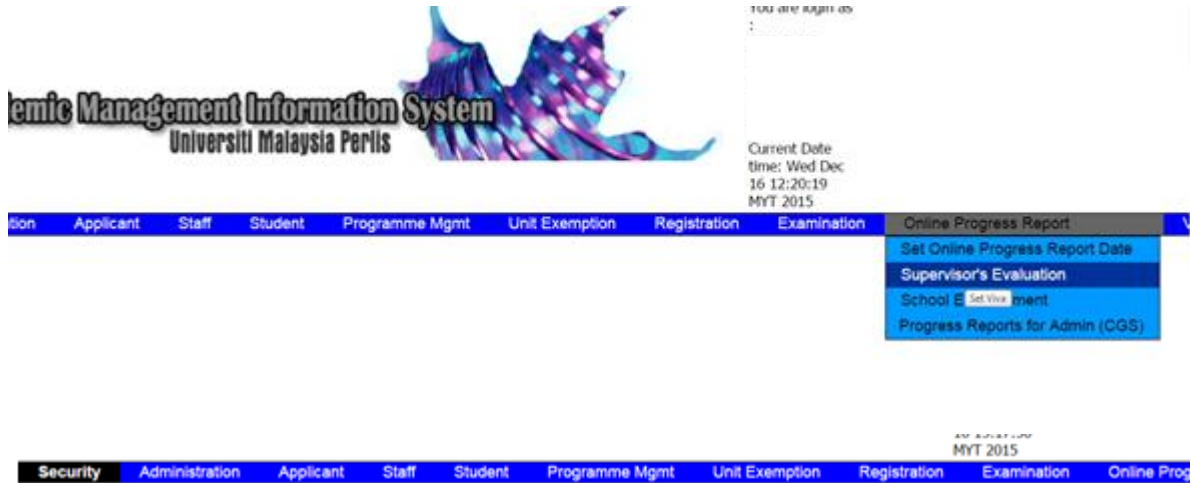 You are login as
:
emic Management Information System
Universiti Malaysia Perlis
Current Date
time: Wed Dec
16 12:20:19
MYT 2015
tion Applicant Staff Student Programme Mgmt Unit Exemption Registration Examination Online Progress Report V
Set Online Progress Report Date
Supervisor's Evaluation
School E Set Viva ment
Progress Reports for Admin (CGS)
MYT 2015
Security Administration Applicant Staff Student Programme Mgmt Unit Exemption Registration Examination Online Prog